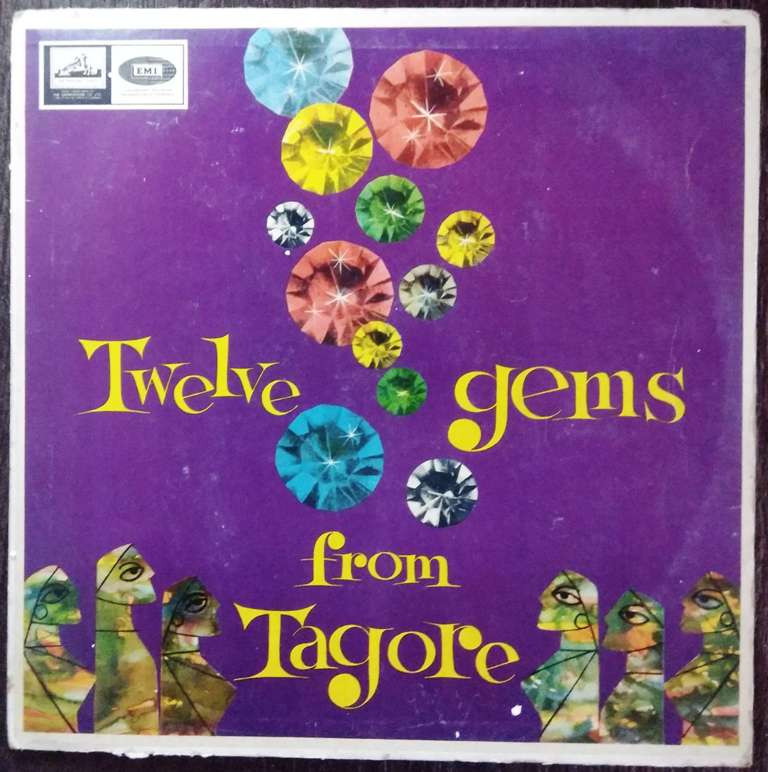 EMI
Twelve gems
from
Tagore